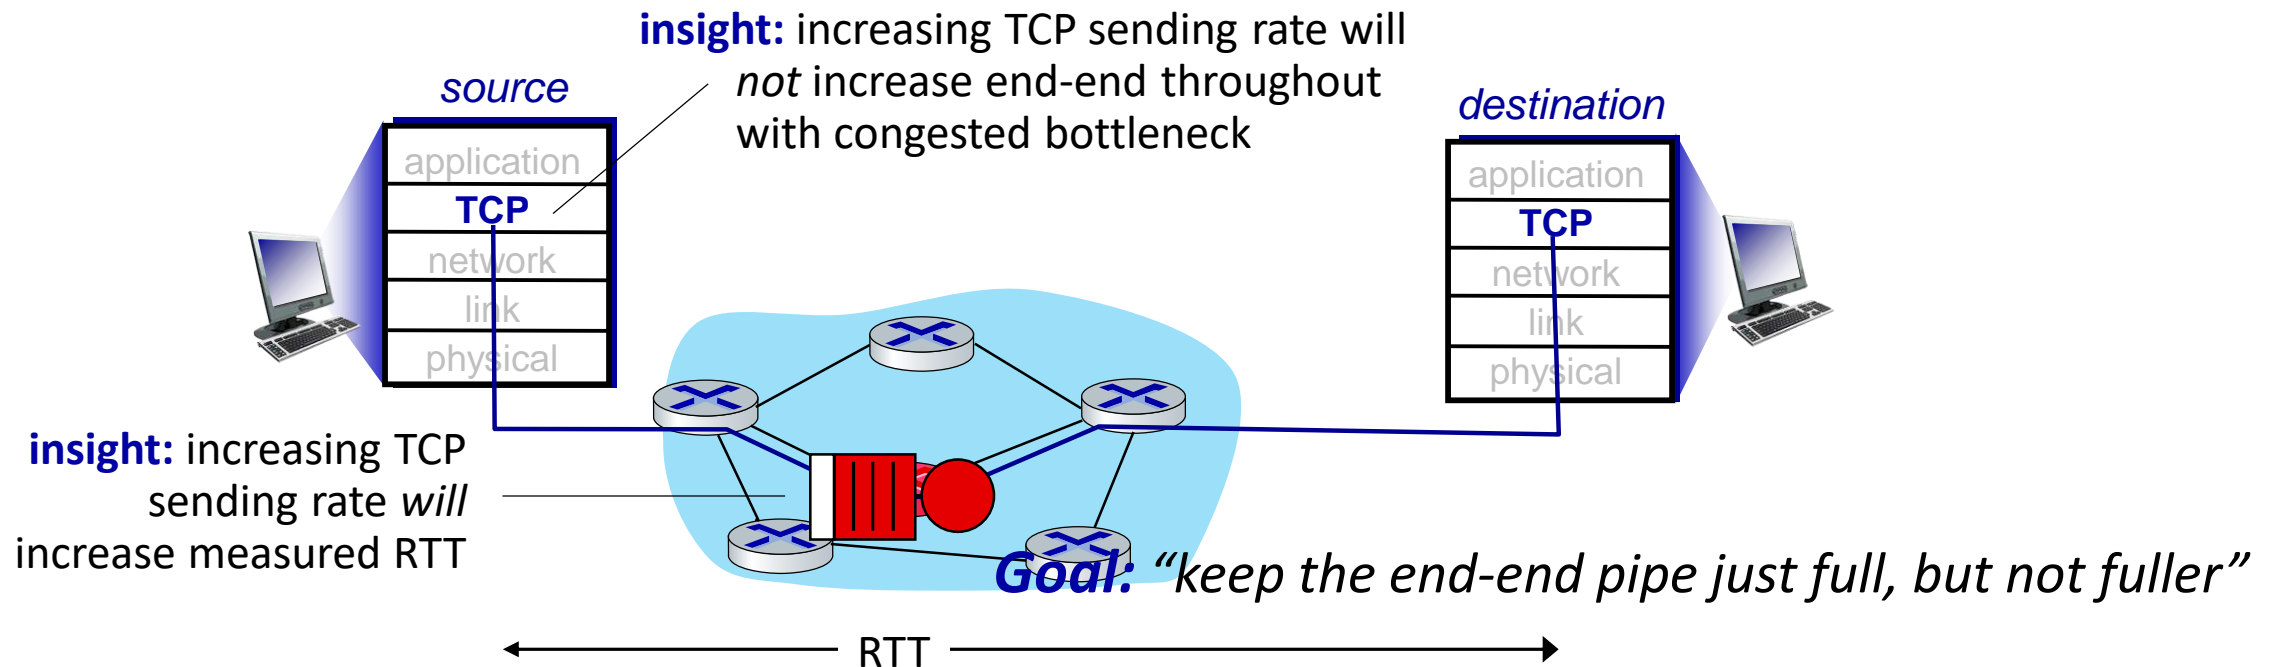 insight: increasing TCP sending rate will
not increase end-end throughout
with congested bottleneck
source
application
TCP
network
link
physical
destination
application
TCP
network
link
physical
insight: increasing TCP
sending rate will
increase measured RTT
Goal: “keep the end-end pipe just full, but not fuller”
RTT